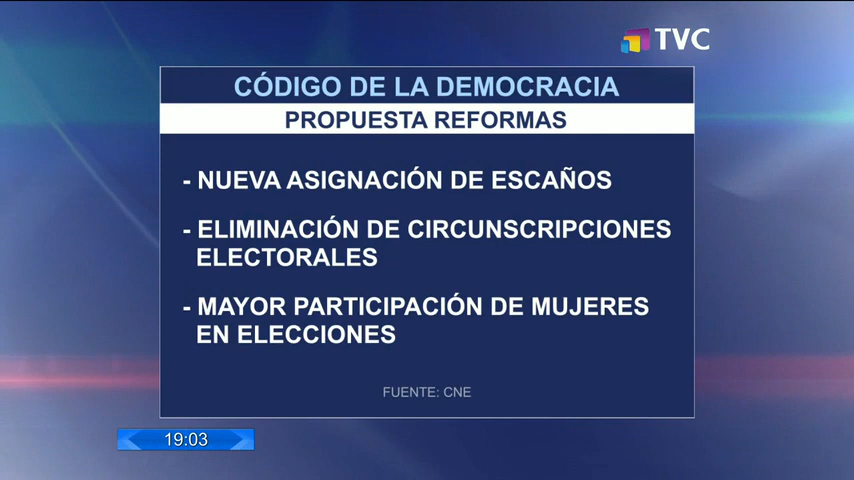 TVC
CÓDIGO DE LA DEMOCRACIA
PROPUESTA REFORMAS
- NUEVA ASIGNACIÓN DE ESCAÑOS
- ELIMINACIÓN DE CIRCUNSCRIPCIONES
ELECTORALES
- MAYOR PARTICIPACIÓN DE MUJERES
EN ELECCIONES
FUENTE: CNE
19:03